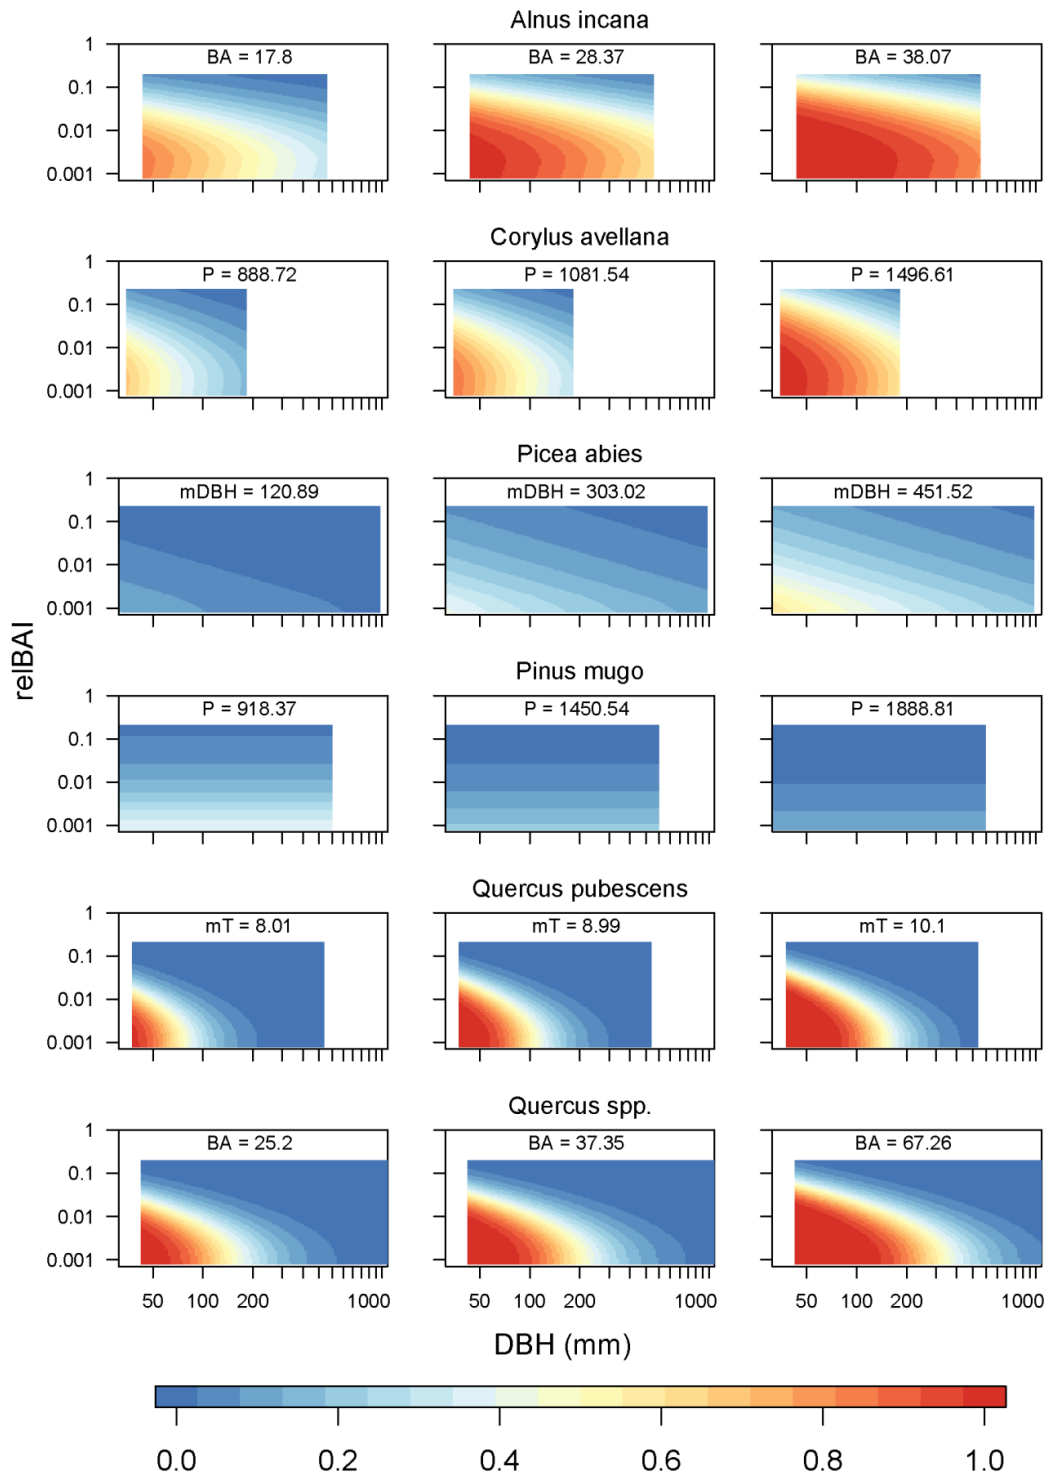 Alnus incana
BA = 17.8 BA = 28.37 BA = 38.07
1
0.1
0.01
0.001
Corylus avellana
P = 888.72 P = 1081.54 P = 1496.61
1
0.1
0.01
0.001
Picea abies
mDBH = 120.89 mDBH = 303.02 mDBH = 451.52
1
0.1
0.01
0.001
relBAI
Pinus mugo
P = 918.37 P = 1450.54 P = 1888.81
1
0.1
0.01
0.001
Quercus pubescens
mT = 8.01 mT = 8.99 mT = 10.1
1
0.1
0.01
0.001
Quercus spp.
BA = 25.2 BA = 37.35 BA = 67.26
1
0.1
0.01
0.001
50 100 200 1000 50 100 200 1000 50 100 200 1000
DBH (mm)
0.0 0.2 0.4 0.6 0.8 1.0